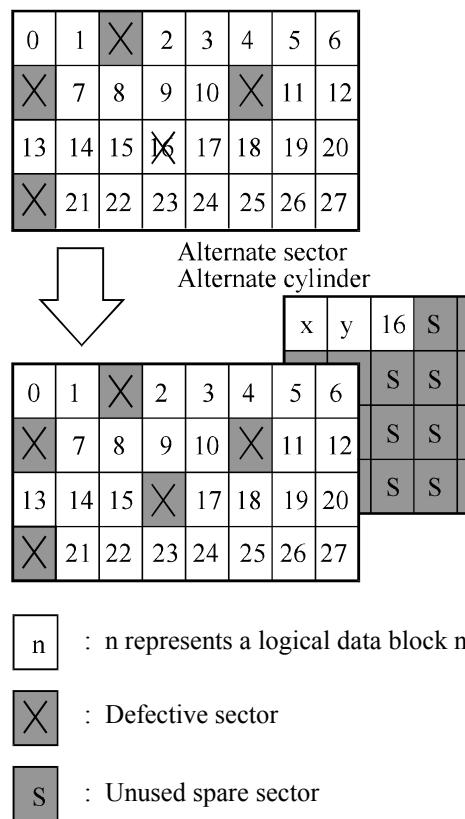 0 1 X 2 3 4 5 6
X 7 8 9 10 X 11 12
13 14 15 16 17 18 19 20
X 21 22 23 24 25 26 27
Alternate sector
Alternate cylinder
x y 16 S
S S
S S
S S
0 1 X 2 3 4 5 6
X 7 8 9 10 X 11 12
13 14 15 X 17 18 19 20
X 21 22 23 24 25 26 27
n : n represents a logical data block
X : Defective sector
S : Unused spare sector